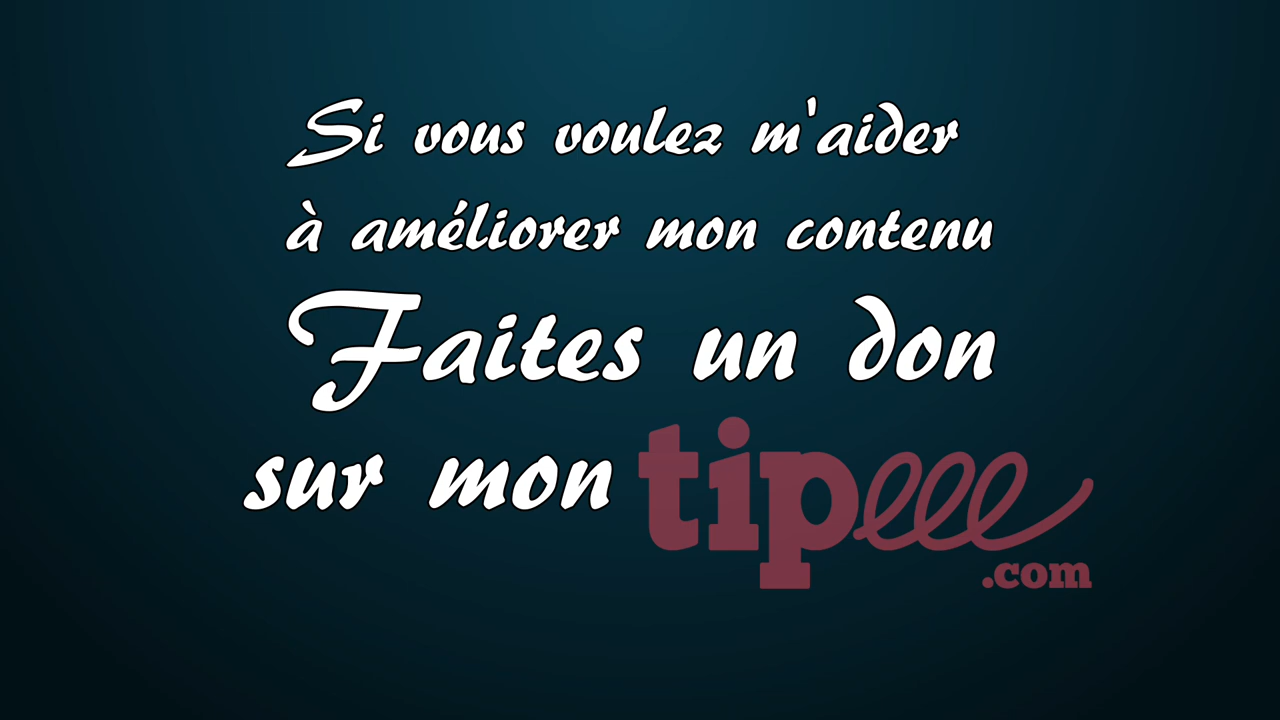 Si vous voulez m'aider
à améliorer mon contenu
Faites un don
sur mon tipeee
.com